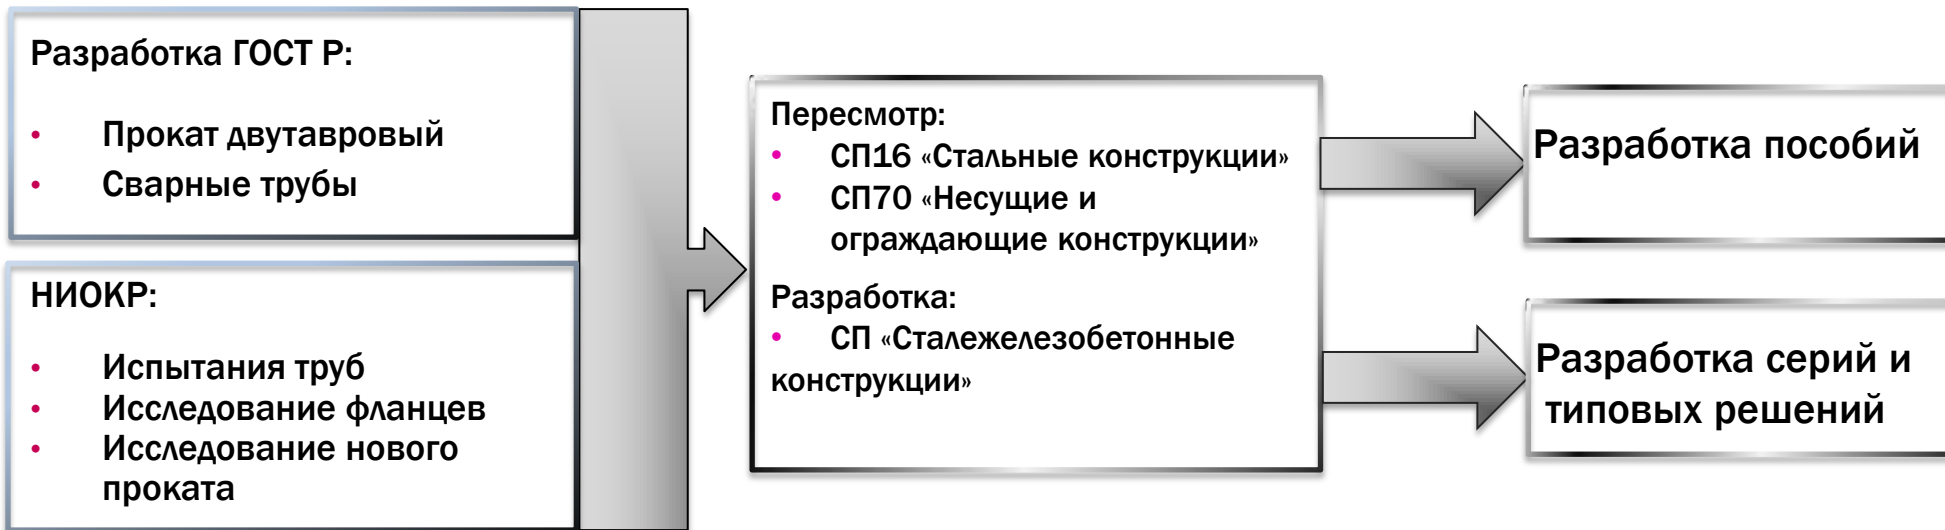 Разработка ГОСТ Р:
• Прокат двутавровый
• Сварные трубы
НИОКР:
• Испытания труб
• Исследование фланцев
• Исследование нового
проката
Пересмотр:
• СП16 «Стальные конструкции»
• СП70 «Несущие и
ограждающие конструкции»
Разработка:
• СП «Сталежелезобетонные
конструкции»
Разработка пособий
Разработка серий и
типовых решений